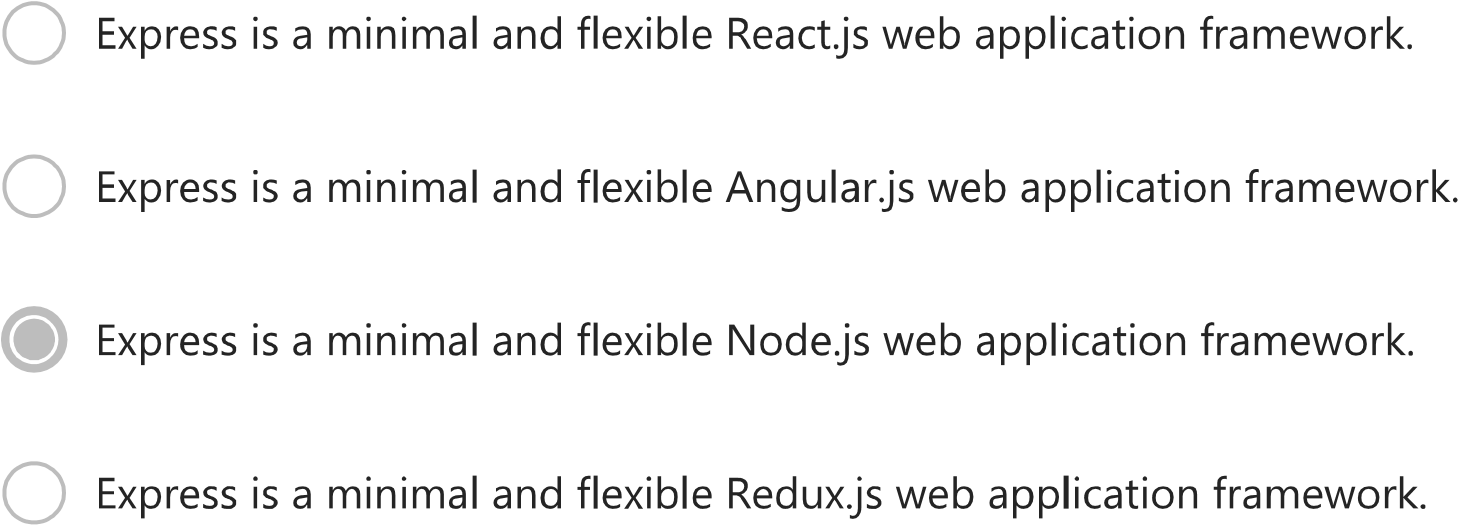 Express is a minimal and flexible React.js web application framework.
Express is a minimal and flexible Angular.js web application framework.
Express is a minimal and flexible Node.js web application framework.
Express is a minimal and flexible Redux.js web application framework.